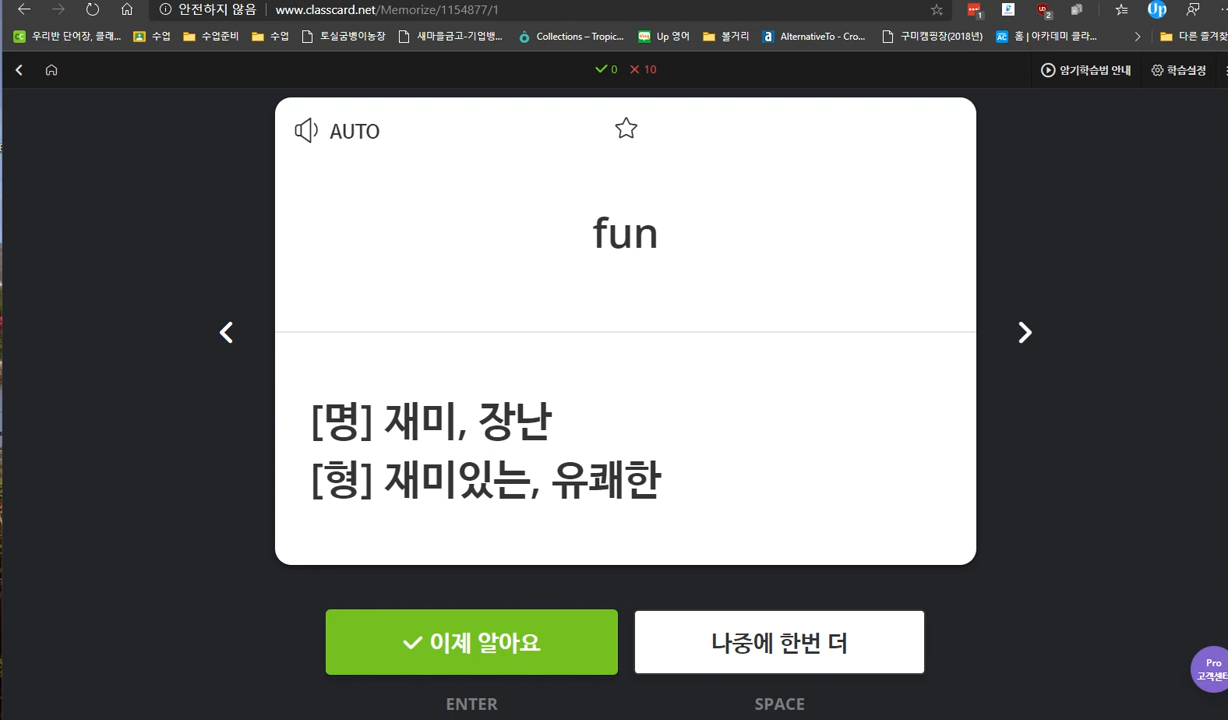 안전하지 않음 | www.classcard.net/Memorize/1154877/1
우리반 단어장, 클래... 수업 수업준비 수업 토실굼벵이농장 새마을금고-기업뱅... Collections – Tropic... Up 영어 볼거리 AlternativeTo - Cro... 구미캠핑장(2018년) 홈 | 아카데미 클라... 다른 즐겨찾
0 10 암기학습법 안내 학습설정
AUTO
fun
[명] 재미, 장난
[형] 재미있는, 유쾌한
이제 알아요 나중에 한번 더
Pro
고객센터
ENTER SPACE